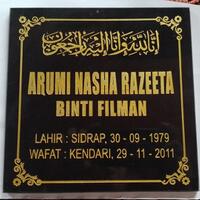 إنا لله وإنا إليه راجعون
ARUMI NASHA RAZEETA
BINTI FILMAN
LAHIR : SIDRAP, 30 - 09 - 1979
WAFAT : KENDARI, 29 - 11 - 2011